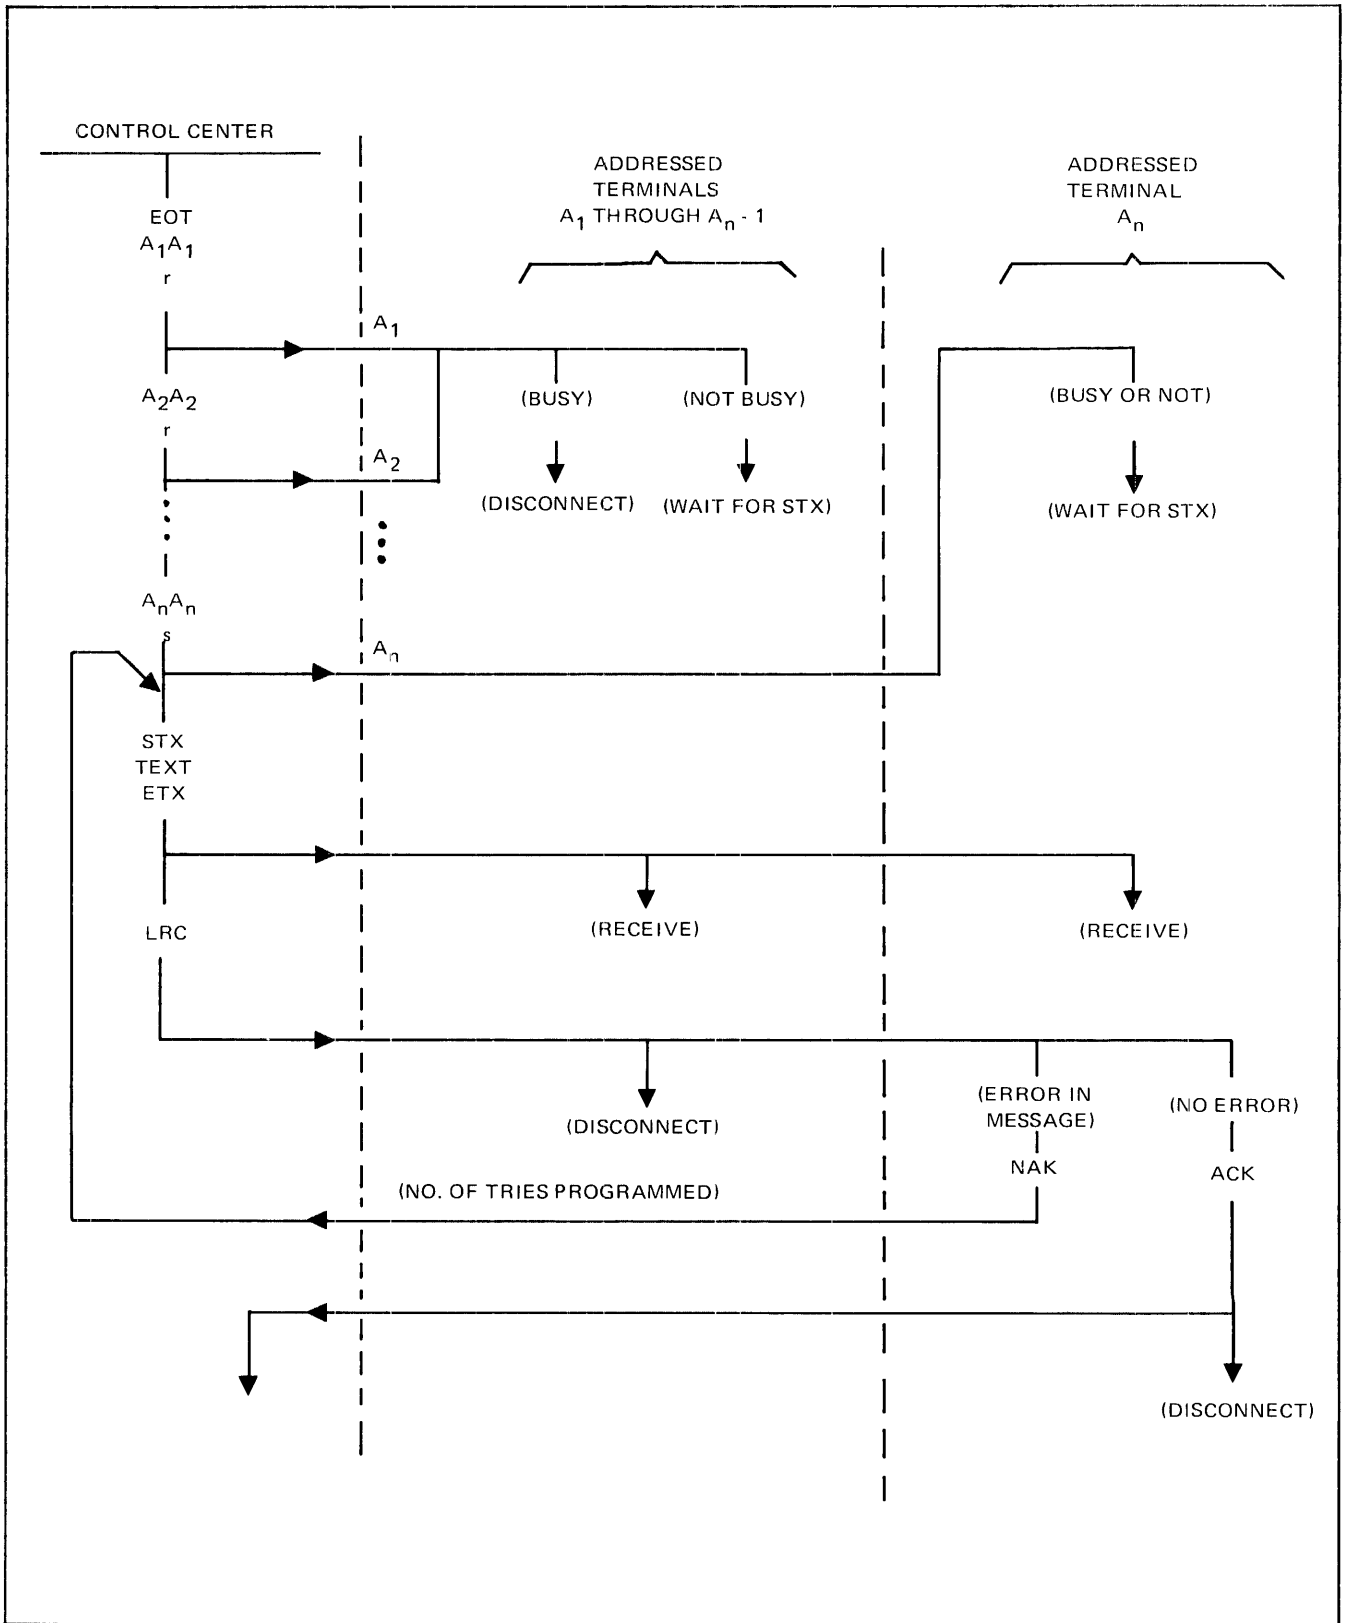 CONTROL CENTER
EOT
A1A1
r
ADDRESSED
TERMINALS
A1 THROUGH An - 1
ADDRESSED
TERMINAL
An
A1
A2A2
r
(BUSY)
(NOT BUSY)
(BUSY OR NOT)
A2
(DISCONNECT)
(WAIT FOR STX)
(WAIT FOR STX)
AnAn
s
An
STX
TEXT
ETX
LRC
(RECEIVE)
(RECEIVE)
(DISCONNECT)
(ERROR IN
MESSAGE)
NAK
(NO ERROR)
ACK
(NO. OF TRIES PROGRAMMED)
(DISCONNECT)